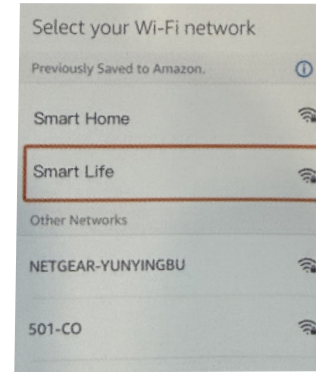 Select your Wi-Fi network
Previously Saved to Amazon.
Smart Home
Smart Life
Other Networks
NETGEAR-YUNYINGBU
501-CO